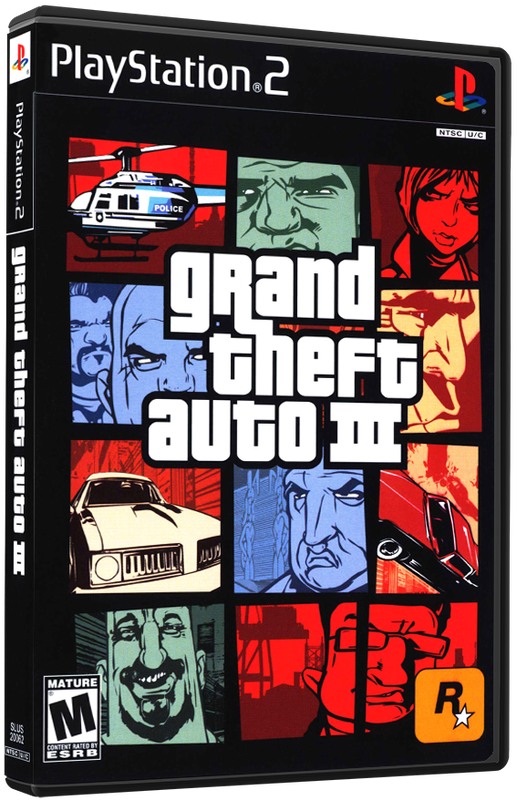 PlayStation®2
NTSC U/C
POLICE
grand
theft
auto III
MATURE
M
CONTENT RATED BY
ESRB
R
PlayStation®2
grand theft auto III
SLUS
20062
NTSC U/C